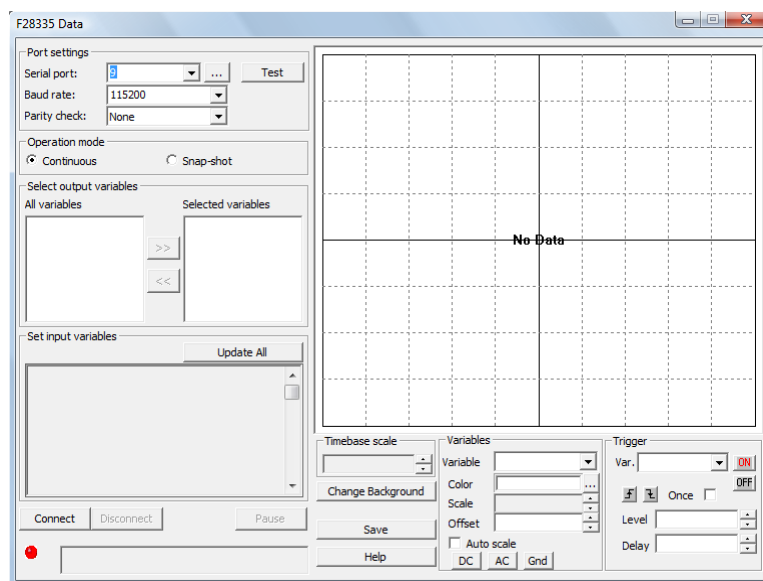 F28335 Data
Port settings
Serial port: 9 ... Test
Baud rate: 115200
Parity check: None
Operation mode
Continuous Snap-shot
Select output variables
All variables Selected variables
>>
<<
Set input variables
Update All
Connect Disconnect Pause
No Data
Timebase scale
Change Background
Save
Help
Variables
Variable
Color ...
Scale
Offset
Auto scale
DC AC Gnd
Trigger
Var. ON
OFF
Once
Level
Delay